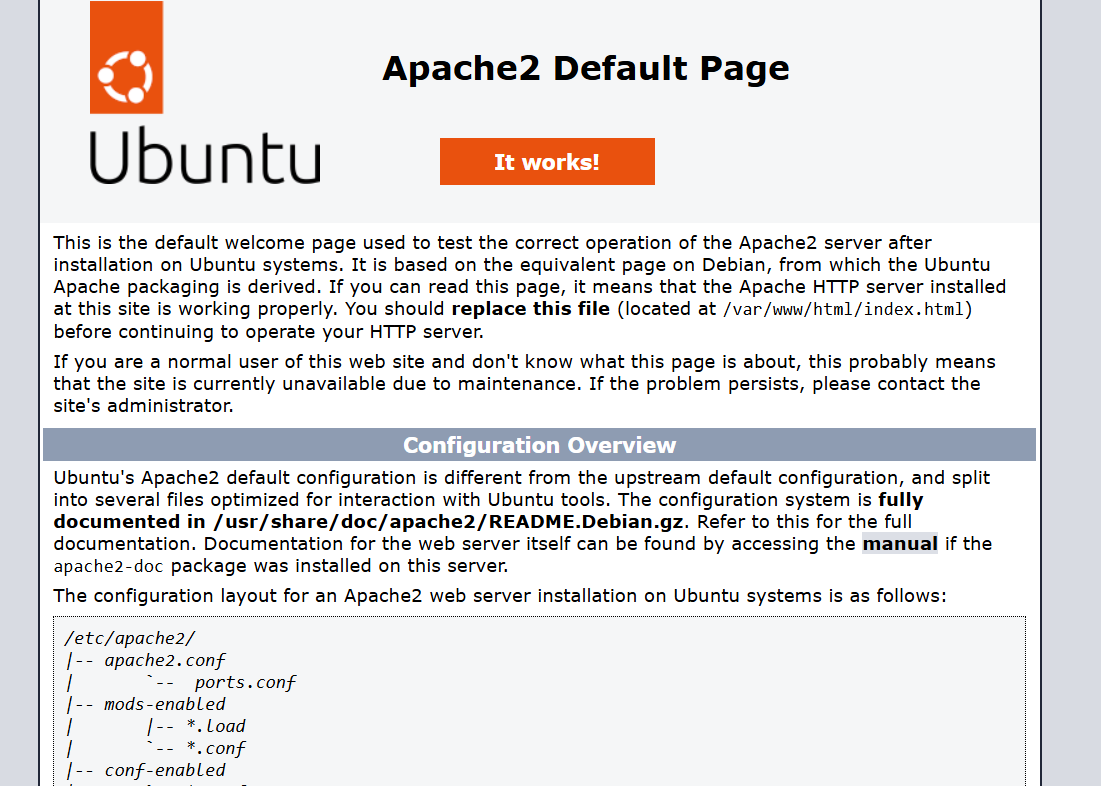 Ubuntu
Apache2 Default Page
It works!
This is the default welcome page used to test the correct operation of the Apache2 server after
installation on Ubuntu systems. It is based on the equivalent page on Debian, from which the Ubuntu
Apache packaging is derived. If you can read this page, it means that the Apache HTTP server installed
at this site is working properly. You should replace this file (located at /var/www/html/index.html)
before continuing to operate your HTTP server.
If you are a normal user of this web site and don't know what this page is about, this probably means
that the site is currently unavailable due to maintenance. If the problem persists, please contact the
site's administrator.
Configuration Overview
Ubuntu's Apache2 default configuration is different from the upstream default configuration, and split
into several files optimized for interaction with Ubuntu tools. The configuration system is fully
documented in /usr/share/doc/apache2/README.Debian.gz. Refer to this for the full
documentation. Documentation for the web server itself can be found by accessing the manual if the
apache2-doc package was installed on this server.
The configuration layout for an Apache2 web server installation on Ubuntu systems is as follows:
/etc/apache2/
|-- apache2.conf
|       `--  ports.conf
|-- mods-enabled
|       |-- *.load
|       `-- *.conf
|-- conf-enabled